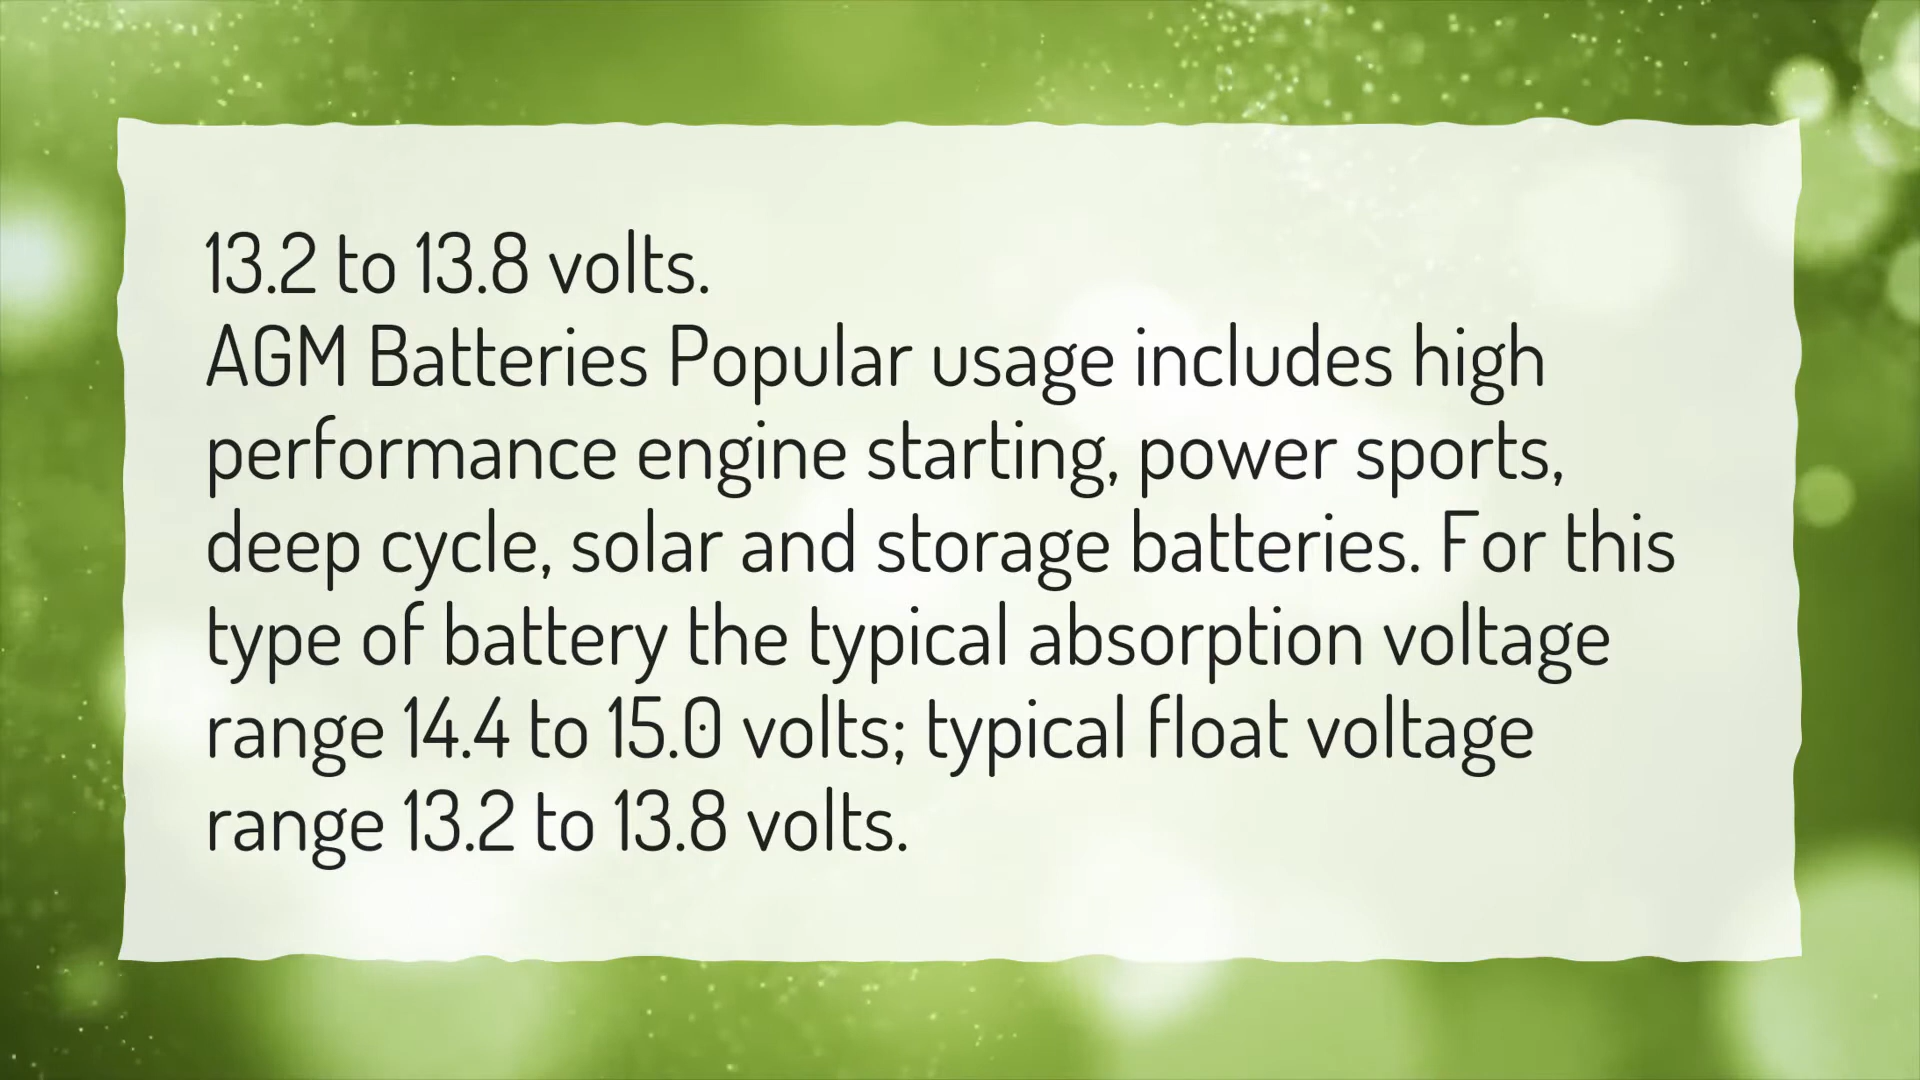 13.2 to 13.8 volts.
AGM Batteries Popular usage includes high
performance engine starting, power sports,
deep cycle, solar and storage batteries. For this
type of battery the typical absorption voltage
range 14.4 to 15.0 volts; typical float voltage
range 13.2 to 13.8 volts.